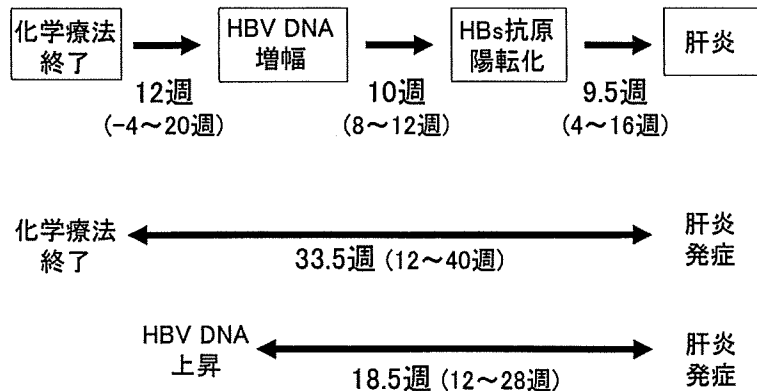 化学療法
終了
HBV DNA
増幅
HBs抗原
陽転化
肝炎
12週
(-4～20週)
10週
(8～12週)
9.5週
(4～16週)
化学療法
終了
肝炎
発症
33.5週 (12～40週)
HBV DNA
上昇
肝炎
発症
18.5週 (12～28週)